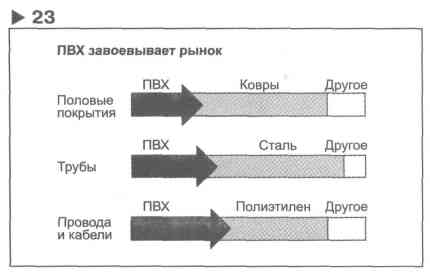 ▶ 23
ПВХ завоевывает рынок
ПВХ Ковры Другое
Половые
покрытия
ПВХ Сталь Другое
Трубы
ПВХ Полиэтилен Другое
Провода
и кабели